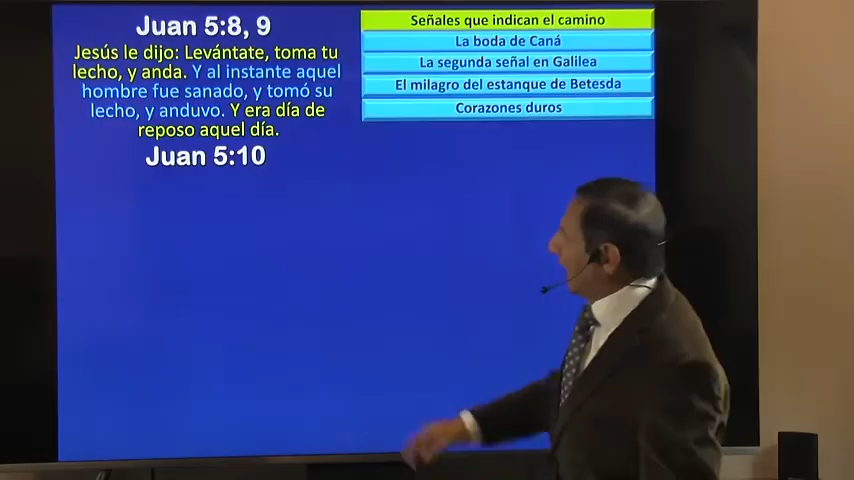 Juan 5:8, 9
Jesús le dijo: Levántate, toma tu
lecho, y anda. Y al instante aquel
hombre fue sanado, y tomó su
lecho, y anduvo. Y era día de
reposo aquel día.
Juan 5:10
Señales que indican el camino
La boda de Caná
La segunda señal en Galilea
El milagro del estanque de Betesda
Corazones duros